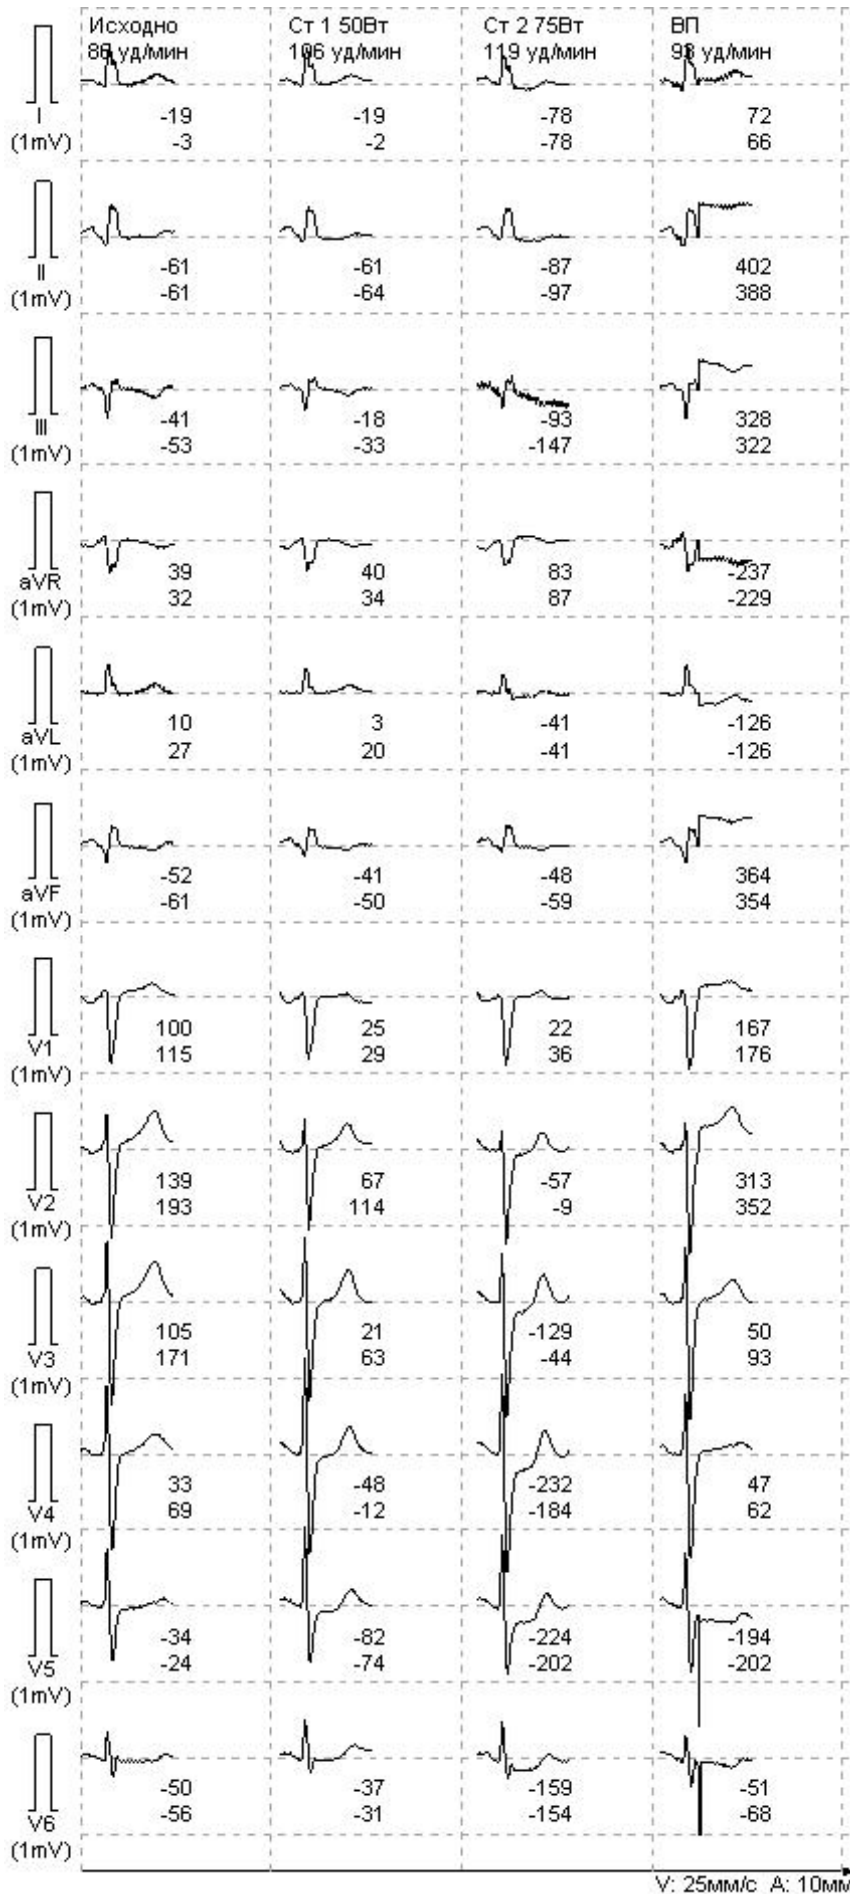 Исходно Ст 1 50Вт Ст 2 75Вт ВП
86 уд/мин 106 уд/мин 119 уд/мин 93 уд/мин
I -19 -19 -78 72
(1mV) -3 -2 -78 66
II -61 -61 -87 402
(1mV) -61 -64 -97 388
III -41 -18 -93 328
(1mV) -53 -33 -147 322
aVR 39 40 83 -237
(1mV) 32 34 87 -229
aVL 10 3 -41 -126
(1mV) 27 20 -41 -126
aVF -52 -41 -48 364
(1mV) -61 -50 -59 354
V1 100 25 22 167
(1mV) 115 29 36 176
V2 139 67 -57 313
(1mV) 193 114 -9 352
V3 105 21 -129 50
(1mV) 171 63 -44 93
V4 33 -48 -232 47
(1mV) 69 -12 -184 62
V5 -34 -82 -224 -194
(1mV) -24 -74 -202 -202
V6 -50 -37 -159 -51
(1mV) -56 -31 -154 -68
V: 25мм/с A: 10мм